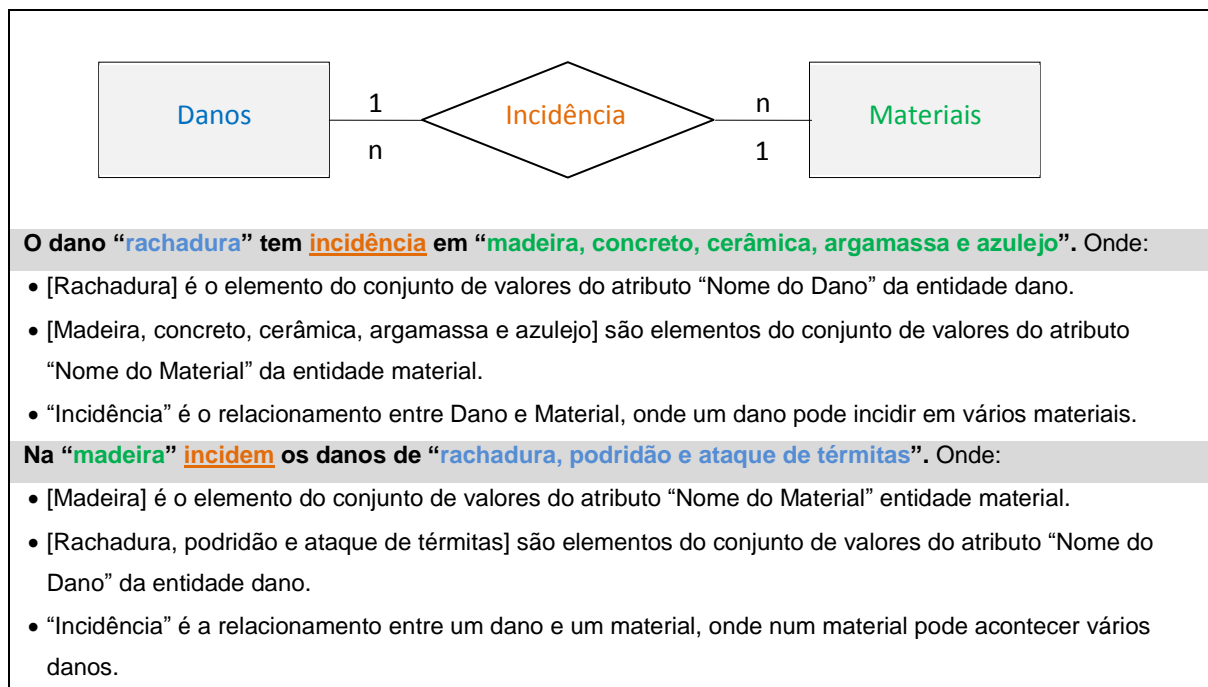 Danos
1
n
Incidência
n
1
Materiais
O dano “rachadura” tem incidência em “madeira, concreto, cerâmica, argamassa e azulejo”. Onde:
• [Rachadura] é o elemento do conjunto de valores do atributo “Nome do Dano” da entidade dano.
• [Madeira, concreto, cerâmica, argamassa e azulejo] são elementos do conjunto de valores do atributo
“Nome do Material” da entidade material.
• “Incidência” é o relacionamento entre Dano e Material, onde um dano pode incidir em vários materiais.
Na “madeira” incidem os danos de “rachadura, podridão e ataque de térmitas”. Onde:
• [Madeira] é o elemento do conjunto de valores do atributo “Nome do Material” entidade material.
• [Rachadura, podridão e ataque de térmitas] são elementos do conjunto de valores do atributo “Nome do
Dano” da entidade dano.
• “Incidência” é a relacionamento entre um dano e um material, onde num material pode acontecer vários
danos.